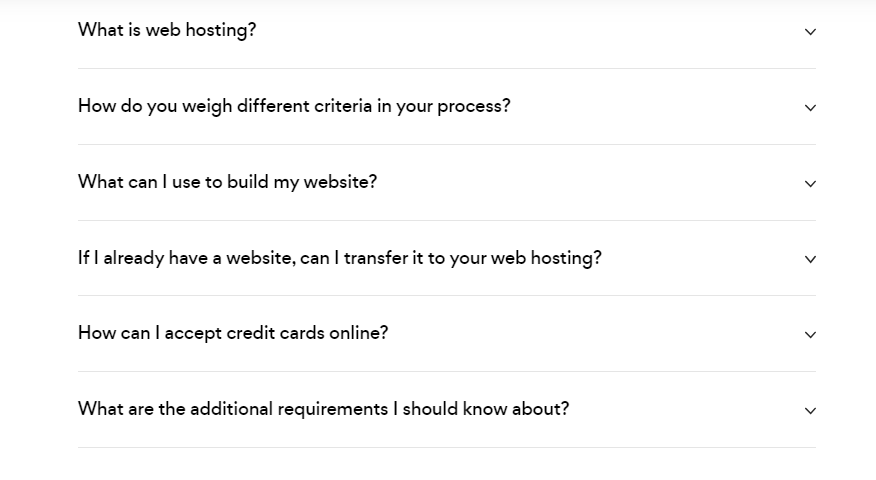 What is web hosting?
How do you weigh different criteria in your process?
What can I use to build my website?
If I already have a website, can I transfer it to your web hosting?
How can I accept credit cards online?
What are the additional requirements I should know about?